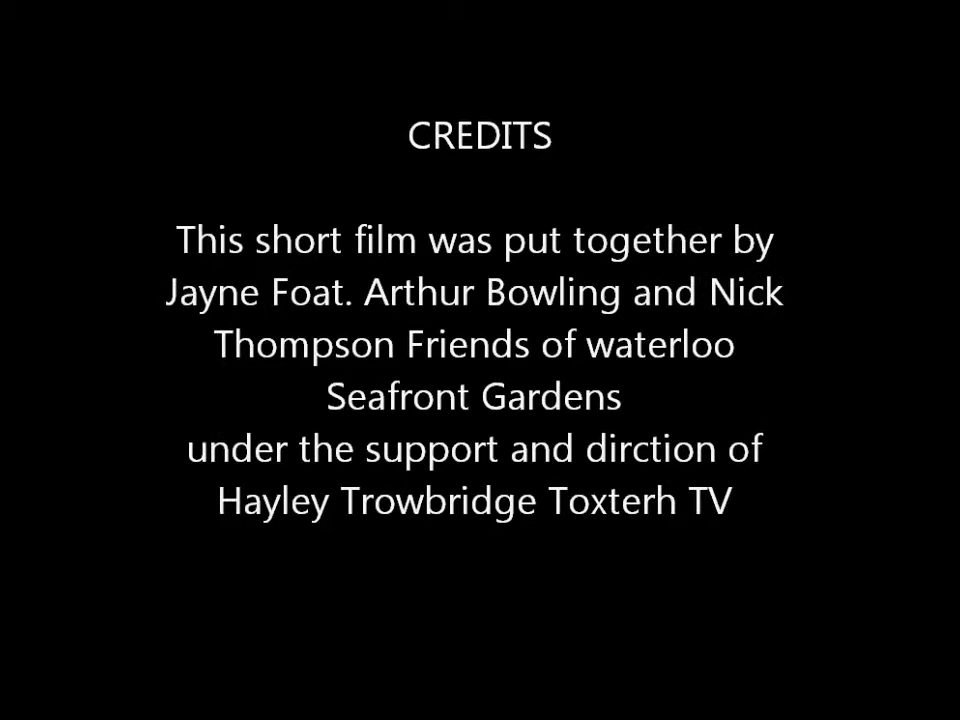 CREDITS
This short film was put together by
Jayne Foat. Arthur Bowling and Nick
Thompson Friends of waterloo
Seafront Gardens
under the support and dirction of
Hayley Trowbridge Toxterh TV